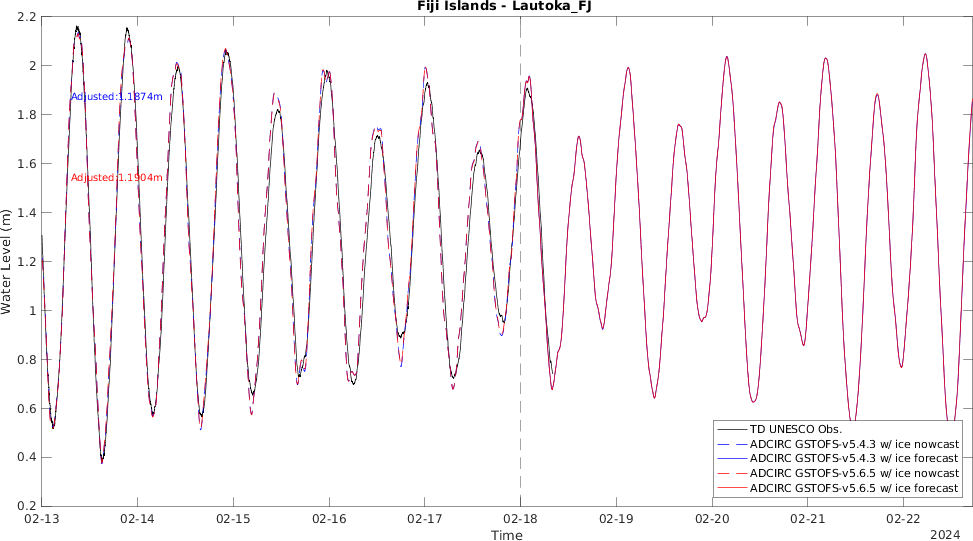 Fiji Islands - Lautoka_FJ
2.2
2
1.8
1.6
1.4
1.2
1
0.8
0.6
0.4
0.2
Water Level (m)
Adjusted:1.1874m
Adjusted:1.1904m
TD UNESCO Obs.
ADCIRC GSTOFS-v5.4.3 w/ ice nowcast
ADCIRC GSTOFS-v5.4.3 w/ ice forecast
ADCIRC GSTOFS-v5.6.5 w/ ice nowcast
ADCIRC GSTOFS-v5.6.5 w/ ice forecast
02-13 02-14 02-15 02-16 02-17 02-18 02-19 02-20 02-21 02-22
Time
2024